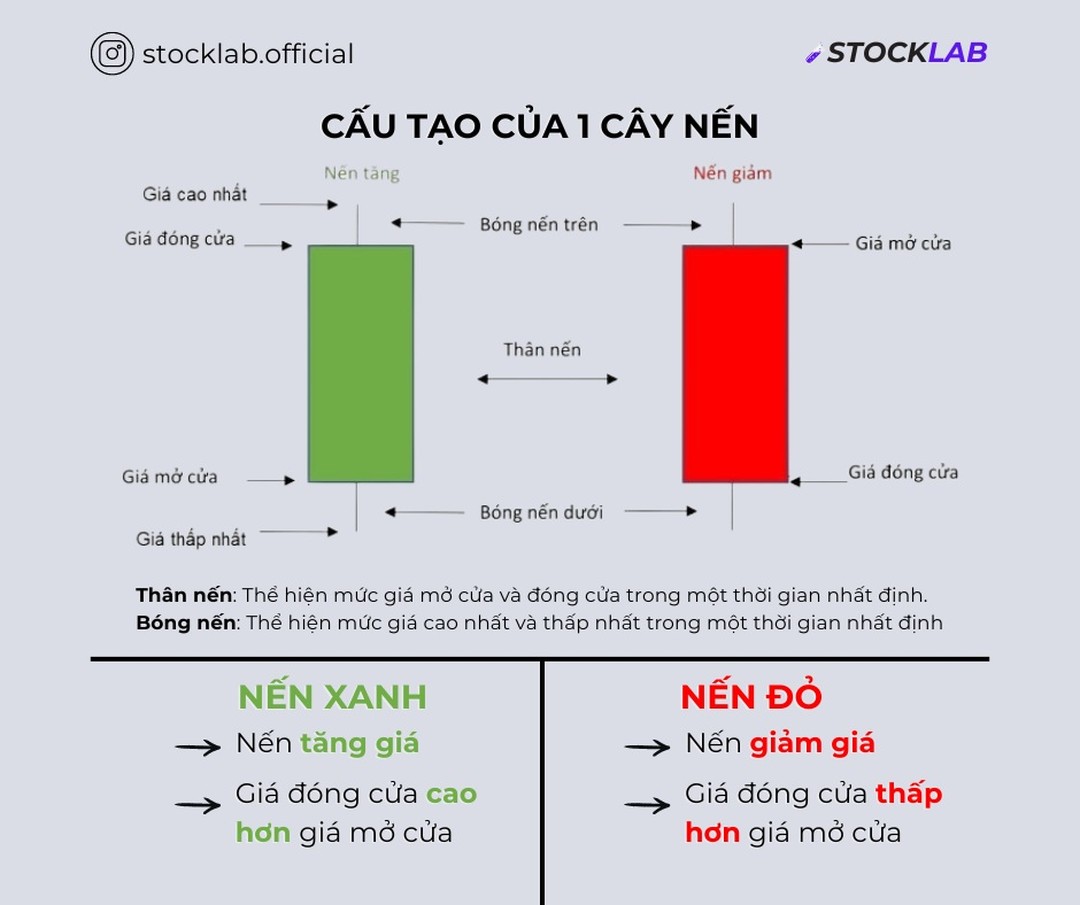 stocklab.official
STOCKLAB
CẤU TẠO CỦA 1 CÂY NẾN
Nến tăng
Nến giảm
Giá cao nhất
Bóng nến trên
Giá đóng cửa
Giá mở cửa
Thân nến
Giá mở cửa
Giá đóng cửa
Bóng nến dưới
Giá thấp nhất
Thân nến: Thể hiện mức giá mở cửa và đóng cửa trong một thời gian nhất định.
Bóng nến: Thể hiện mức giá cao nhất và thấp nhất trong một thời gian nhất định
NẾN XANH
Nến tăng giá
Giá đóng cửa cao
hơn giá mở cửa
NẾN ĐỎ
Nến giảm giá
Giá đóng cửa thấp
hơn giá mở cửa